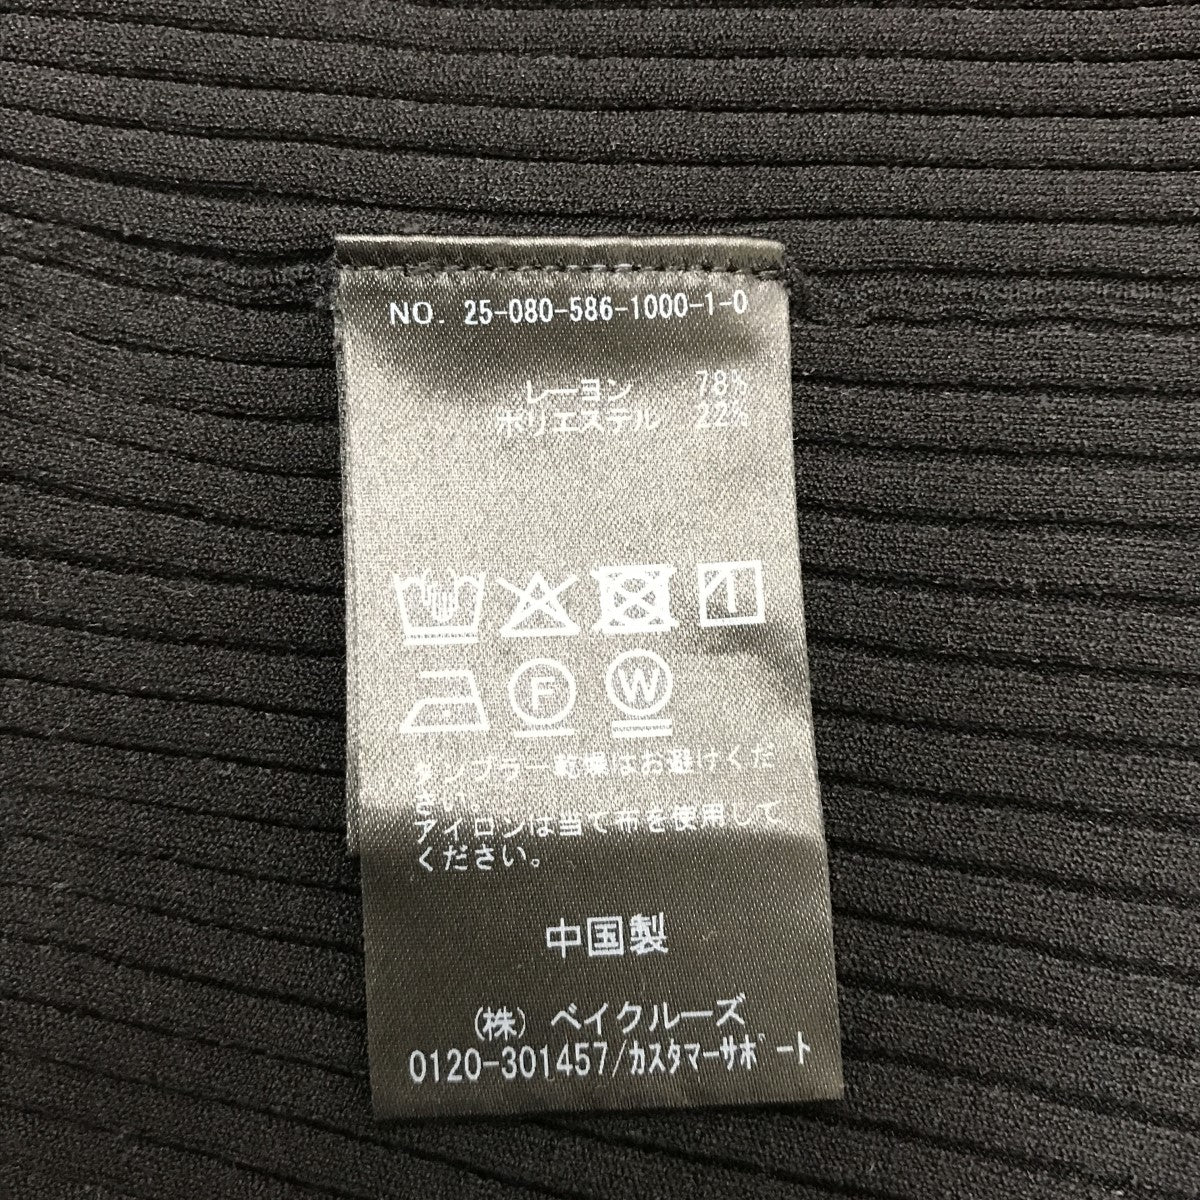 NO. 25-080-586-1000-1-0
レーヨン 78%
ポリエステル 22%
F
W
タンブラー乾燥はお避けくだ
さい。
アイロンは当て布を使用して
ください。
中国製
(株) ベイクルーズ
0120-301457/カスタマーサポート